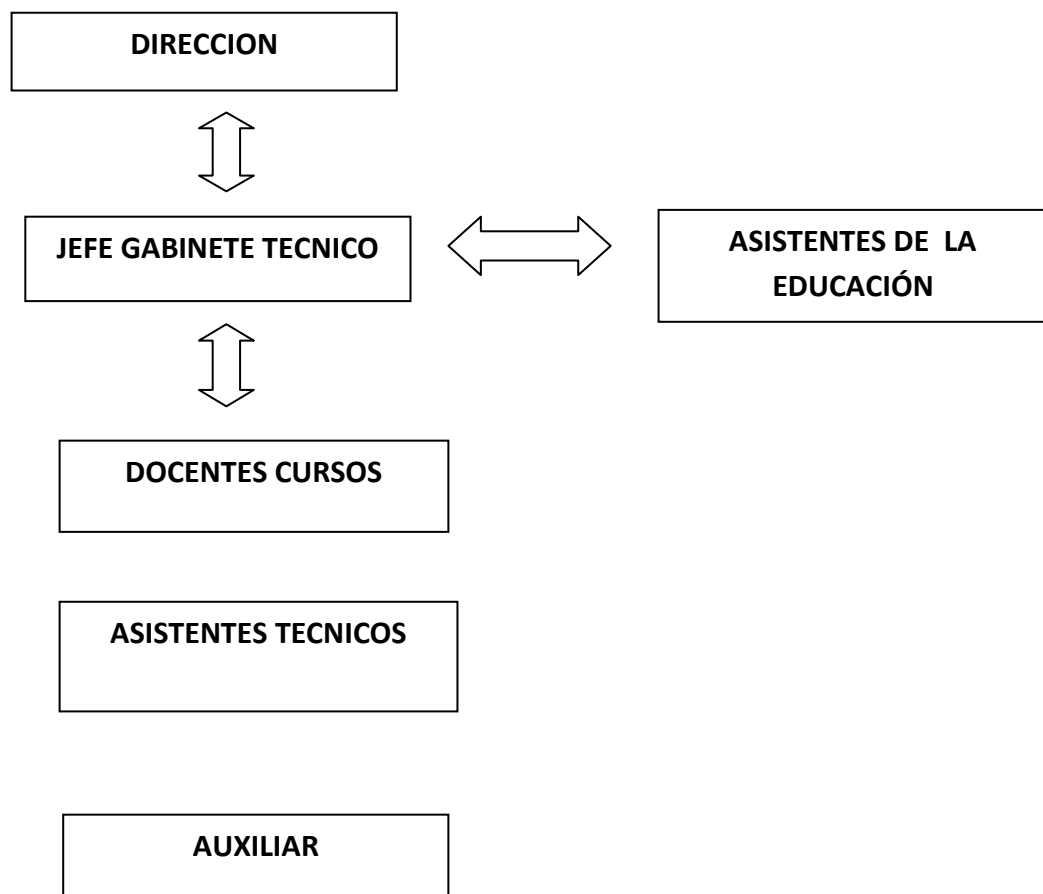 DIRECCION
JEFE GABINETE TECNICO
ASISTENTES DE LA
EDUCACIÓN
DOCENTES CURSOS
ASISTENTES TECNICOS
AUXILIAR